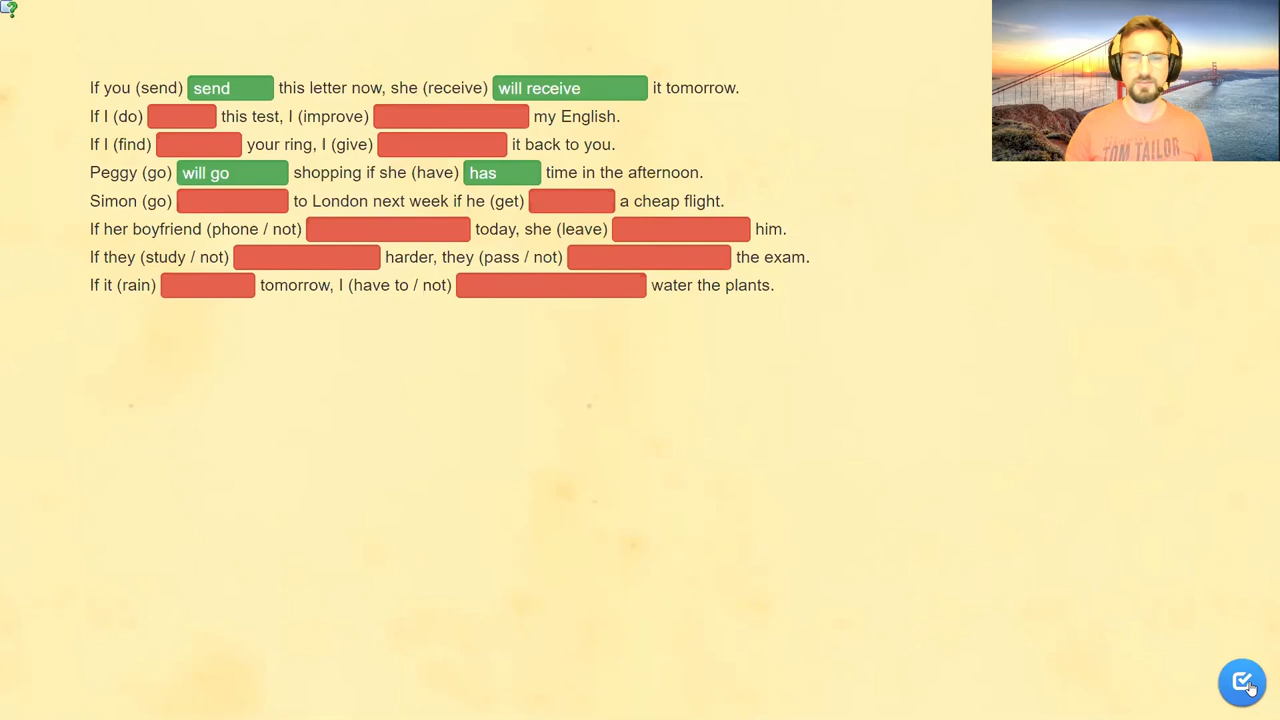 If you (send) send this letter now, she (receive) will receive it tomorrow.
If I (do) this test, I (improve) my English.
If I (find) your ring, I (give) it back to you.
Peggy (go) will go shopping if she (have) has time in the afternoon.
Simon (go) to London next week if he (get) a cheap flight.
If her boyfriend (phone / not) today, she (leave) him.
If they (study / not) harder, they (pass / not) the exam.
If it (rain) tomorrow, I (have to / not) water the plants.
TOM TAILOR